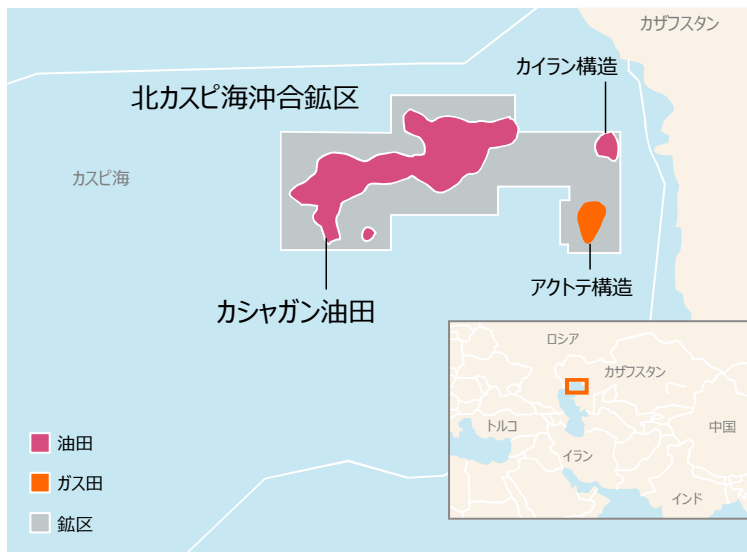 カザフスタン
カイラン構造
北カスピ海沖合鉱区
カスピ海
アクトテ構造
カシャガン油田
ロシア
カザフスタン
トルコ
中国
イラン
インド
油田
ガス田
鉱区